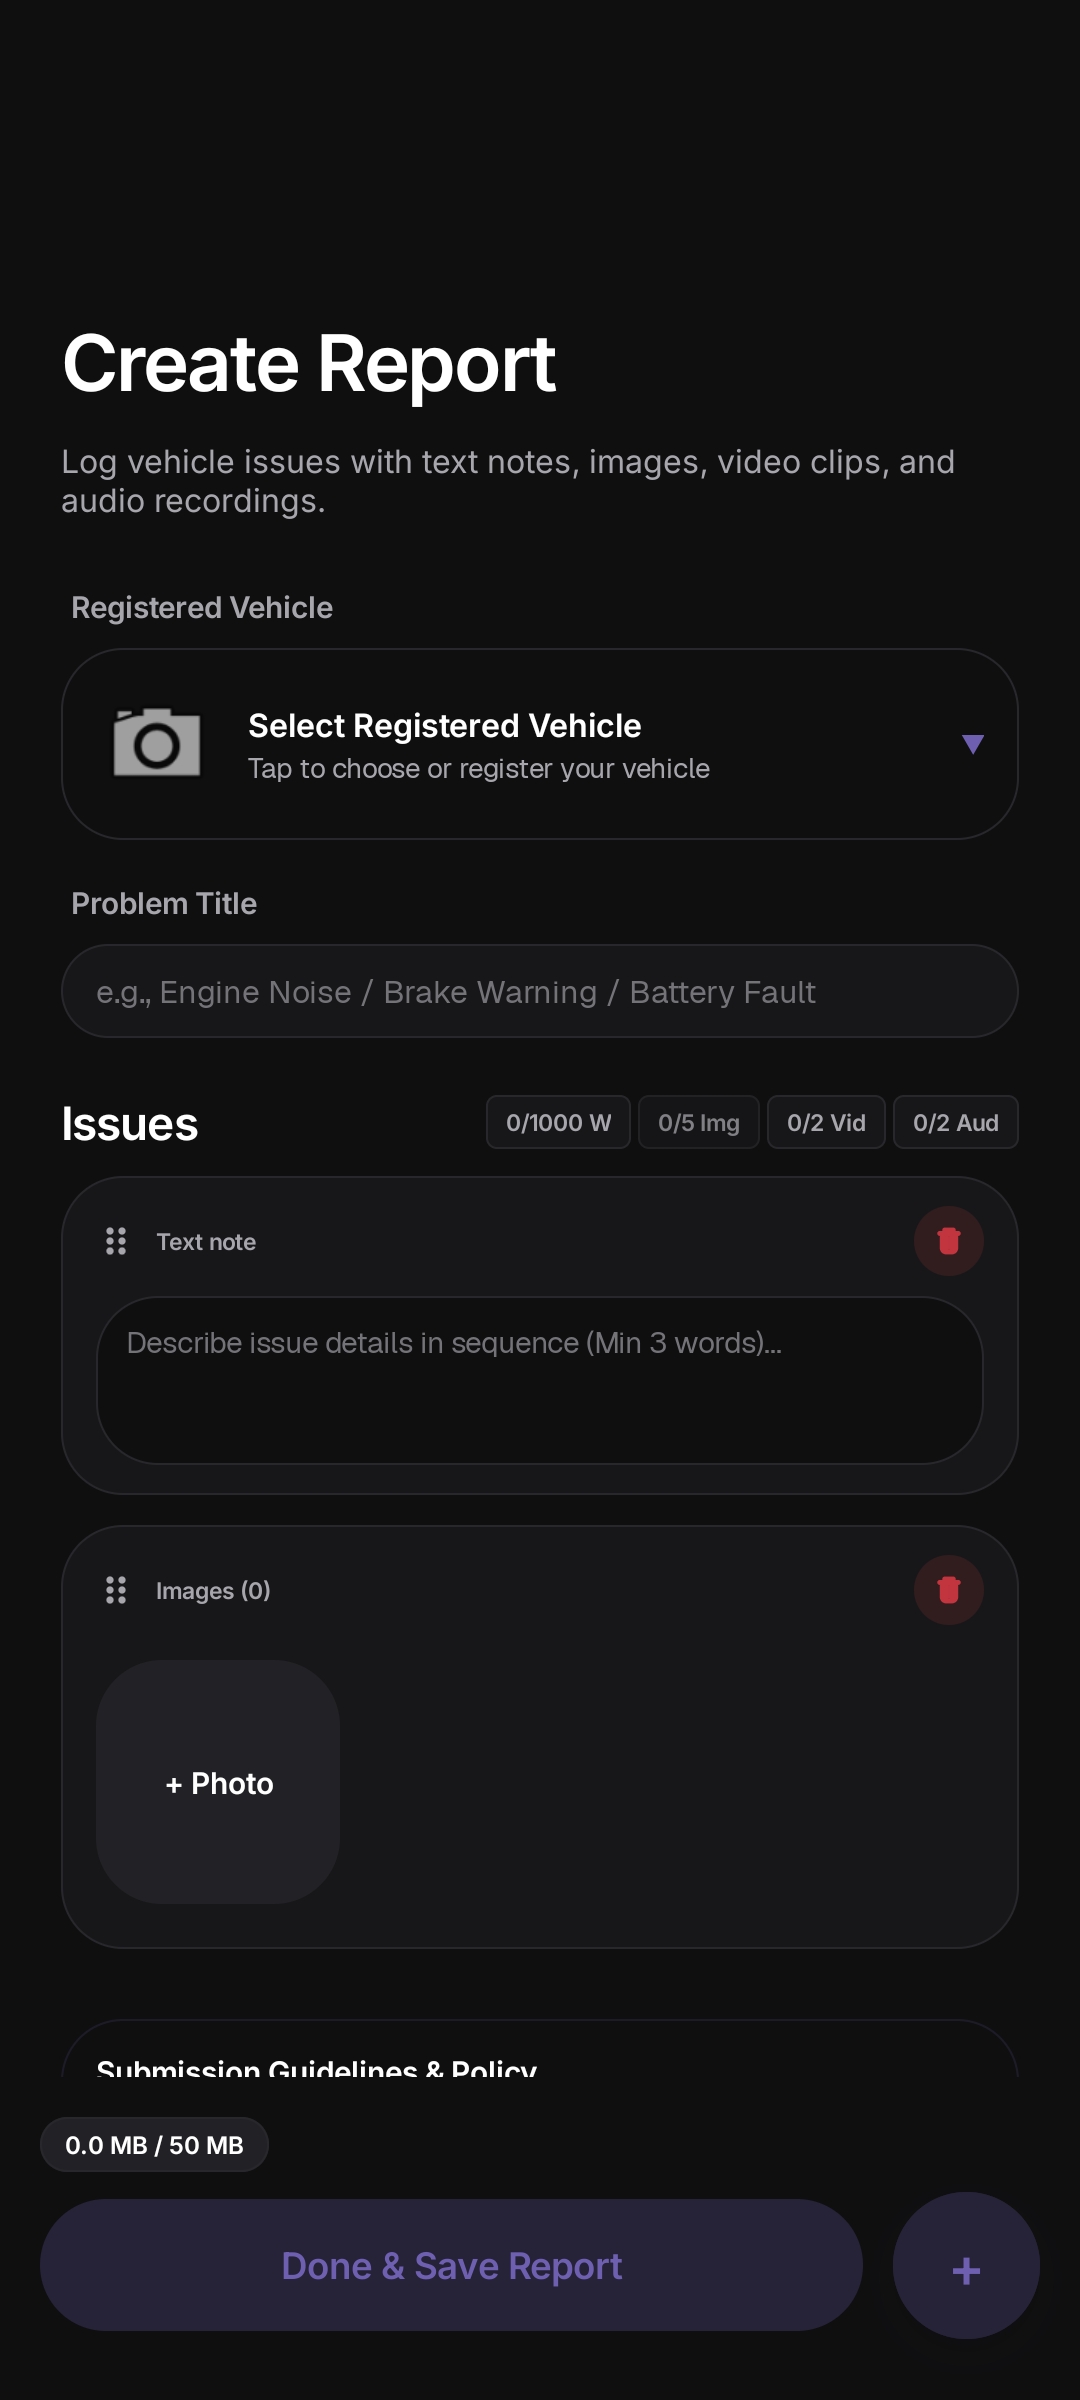 Create Report
Log vehicle issues with text notes, images, video clips, and
audio recordings.
Registered Vehicle
Select Registered Vehicle
Tap to choose or register your vehicle
Problem Title
e.g., Engine Noise / Brake Warning / Battery Fault
Issues
0/1000 W
0/5 Img
0/2 Vid
0/2 Aud
Text note
Describe issue details in sequence (Min 3 words)...
Images (0)
+ Photo
Submission Guidelines & Policy
0.0 MB / 50 MB
Done & Save Report
+